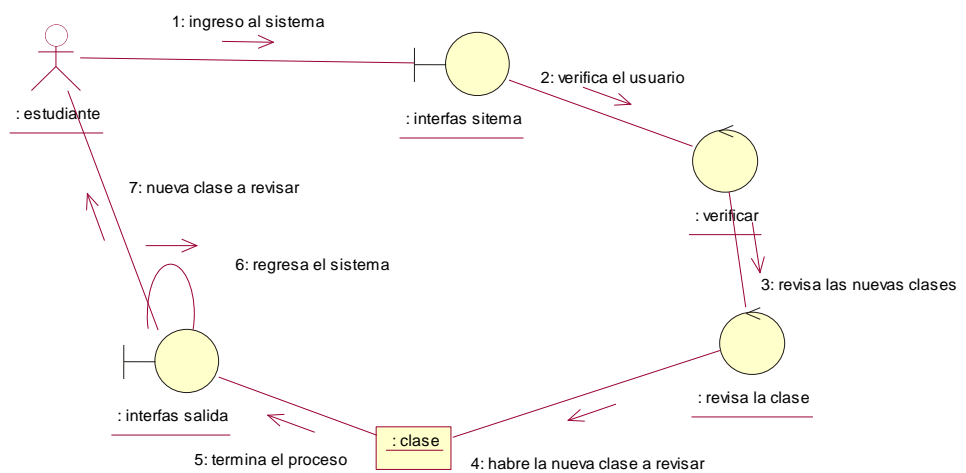 1: ingreso al sistema
: estudiante
: interfas sitema
2: verifica el usuario
: verificar
3: revisa las nuevas clases
: revisa la clase
4: habre la nueva clase a revisar
: clase
5: termina el proceso
: interfas salida
6: regresa el sistema
7: nueva clase a revisar